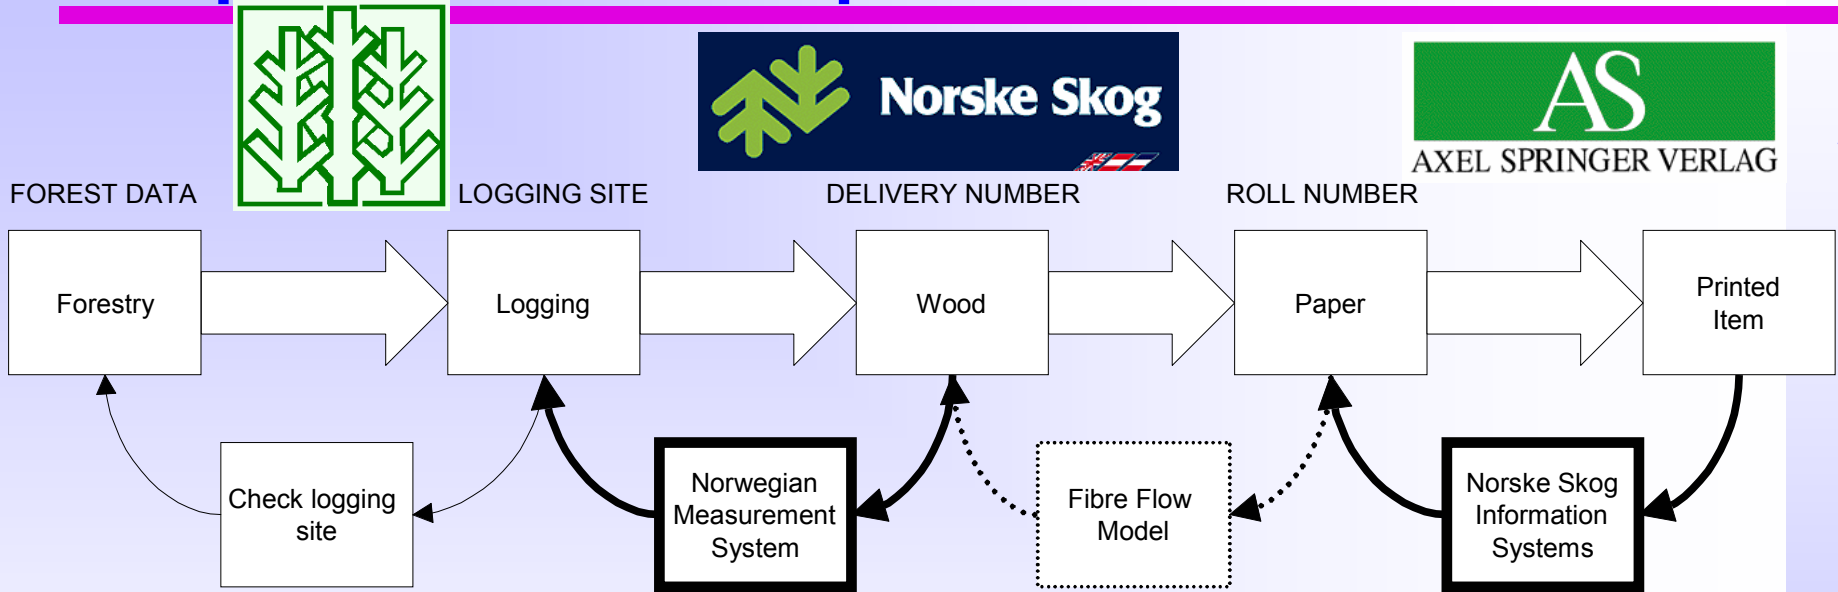 Norske Skog
AS
AXEL SPRINGER VERLAG
FOREST DATA
LOGGING SITE
DELIVERY NUMBER
ROLL NUMBER
Forestry
Logging
Wood
Paper
Printed
Item
Check logging
site
Norwegian
Measurement
System
Fibre Flow
Model
Norske Skog
Information
Systems